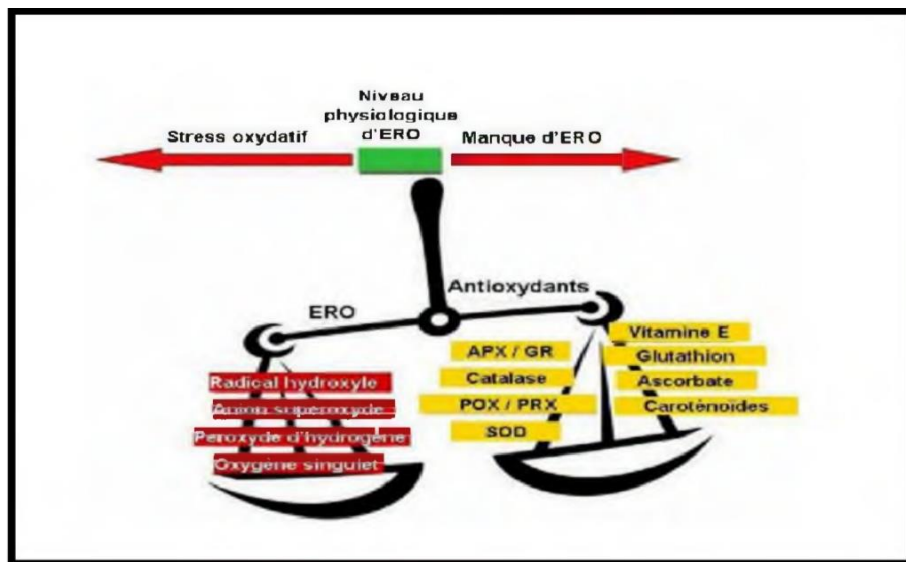 Niveau
physiologique
d'ERO
Stress oxydatif
Manque d'ERO
Antioxydants
ERO
Radical hydroxyle
Anion superoxyde
Peroxyde d'hydrogène
Oxygène singulet
APX / GR
Catalase
POX / PRX
SOD
Vitamine E
Glutathion
Ascorbate
Caroténoïdes